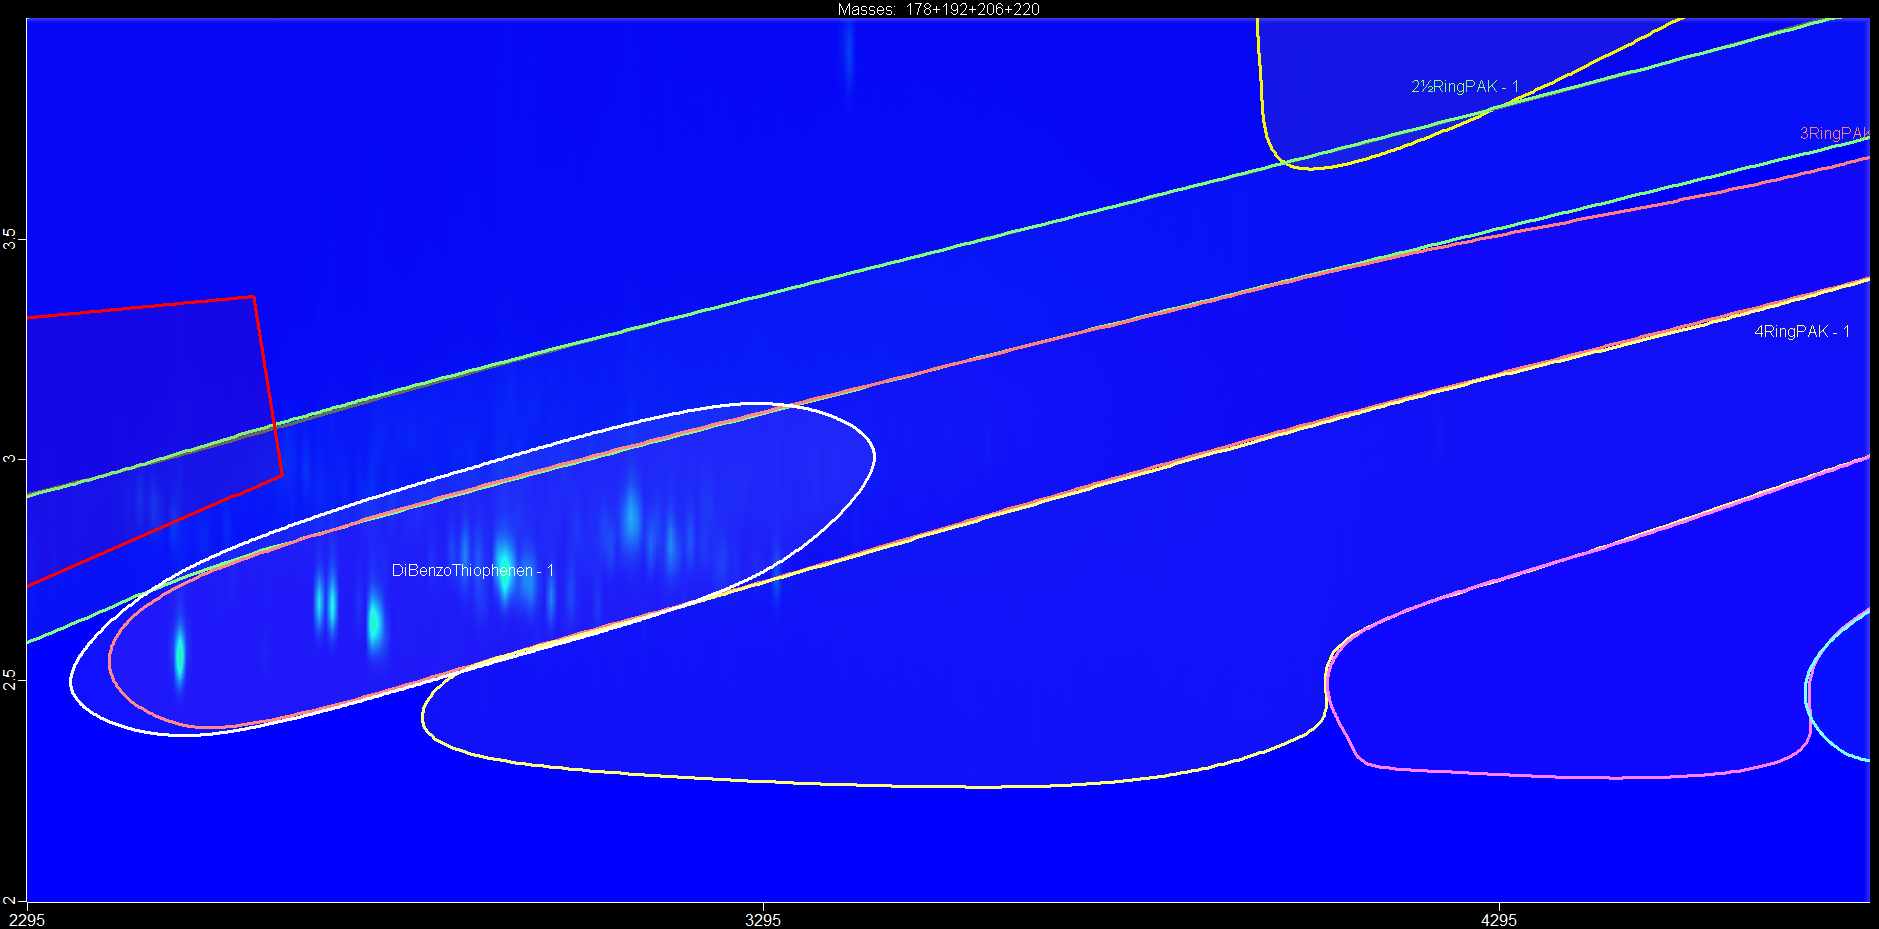 Masses: 178+192+206+220
2½RingPAK - 1
3RingPAK
3.5
4RingPAK - 1
3
DiBenzoThiophenen - 1
2.5
2
2295 3295 4295